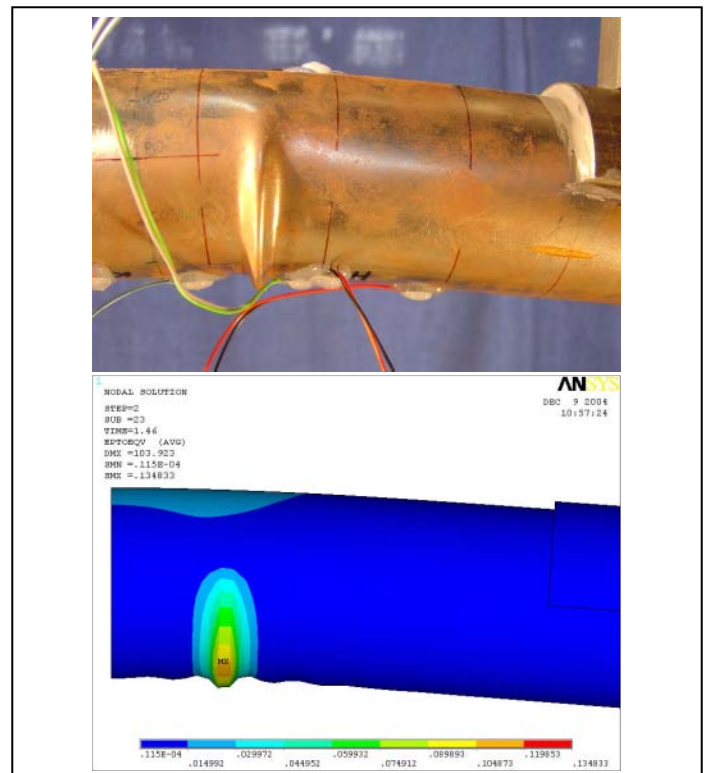 1
NODAL SOLUTION
STEP=2
SUB =23
TIME=1.46
EPTOEQV (AVG)
DMX =103.923
SMN =.115E-04
SMX =.134833
ANSYS
DEC 9 2004
10:57:24
MX
.115E-04 .029972 .059932 .089893 .119853
.014992 .044952 .074912 .104873 .134833